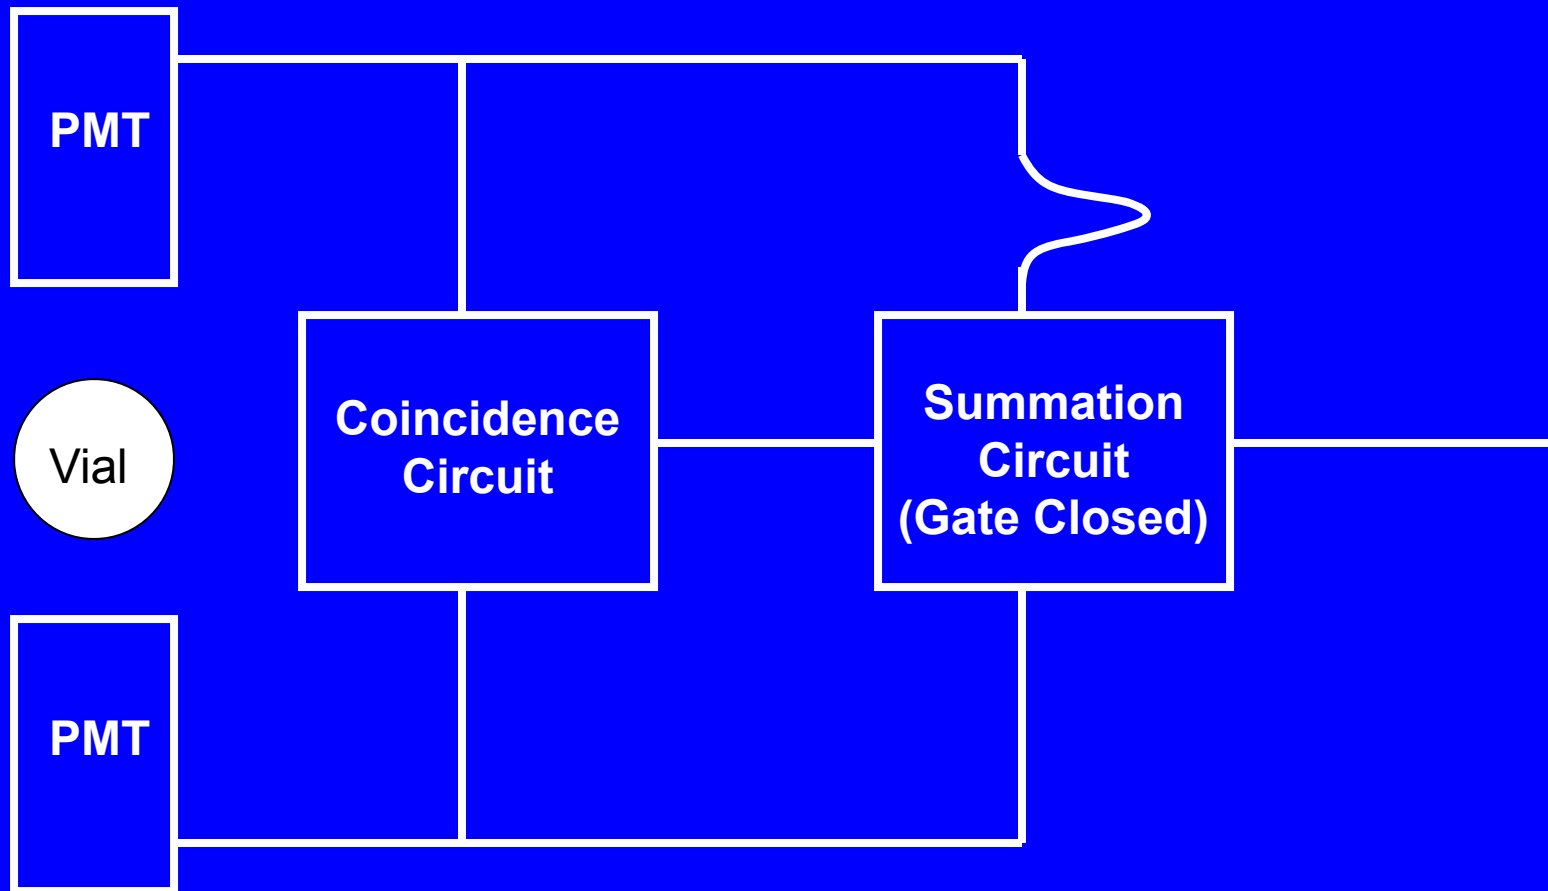 PMT
Vial
Coincidence
Circuit
Summation
Circuit
(Gate Closed)
PMT